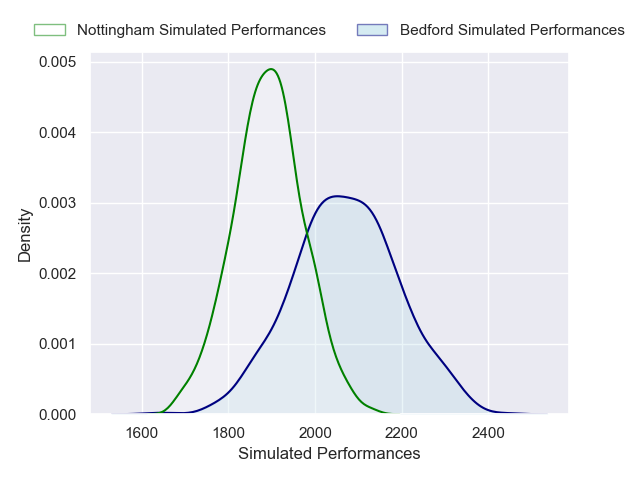 Nottingham Simulated Performances Bedford Simulated Performances
0.005
0.004
0.003
0.002
0.001
0.000
Density
1600 1800 2000 2200 2400
Simulated Performances